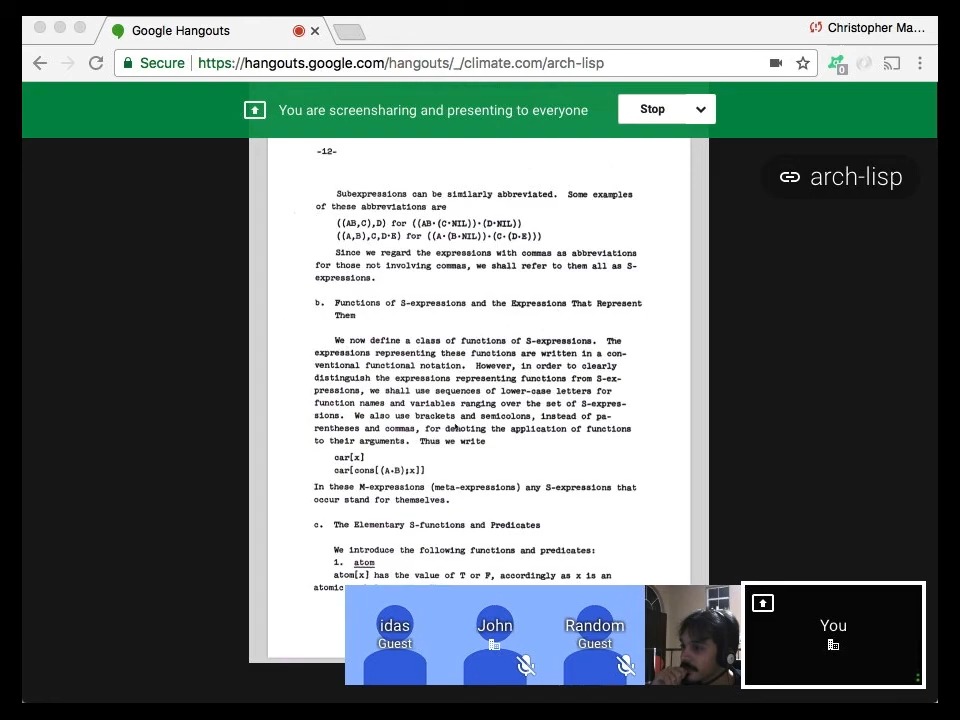 Google Hangouts
Christopher Ma...
Secure
https://hangouts.google.com/hangouts/_/climate.com/arch-lisp
0
You are screensharing and presenting to everyone
Stop
arch-lisp
-12-
Subexpressions can be similarly abbreviated. Some examples
of these abbreviations are
((AB,C),D) for ((AB·(C·NIL))·(D·NIL))
((A,B),C,D·E) for ((A·(B·NIL))·(C·(D·E)))
Since we regard the expressions with commas as abbreviations
for those not involving commas, we shall refer to them all as S-
expressions.
b. Functions of S-expressions and the Expressions That Represent
Them
We now define a class of functions of S-expressions. The
expressions representing these functions are written in a con-
ventional functional notation. However, in order to clearly
distinguish the expressions representing functions from S-ex-
pressions, we shall use sequences of lower-case letters for
function names and variables ranging over the set of S-expres-
sions. We also use brackets and semicolons, instead of pa-
rentheses and commas, for denoting the application of functions
to their arguments. Thus we write
car[x]
car[cons[(A·B);x]]
In these M-expressions (meta-expressions) any S-expressions that
occur stand for themselves.
c. The Elementary S-functions and Predicates
We introduce the following functions and predicates:
1. atom
atom[x] has the value of T or F, accordingly as x is an
atomic
idas
Guest
John
Random
Guest
You